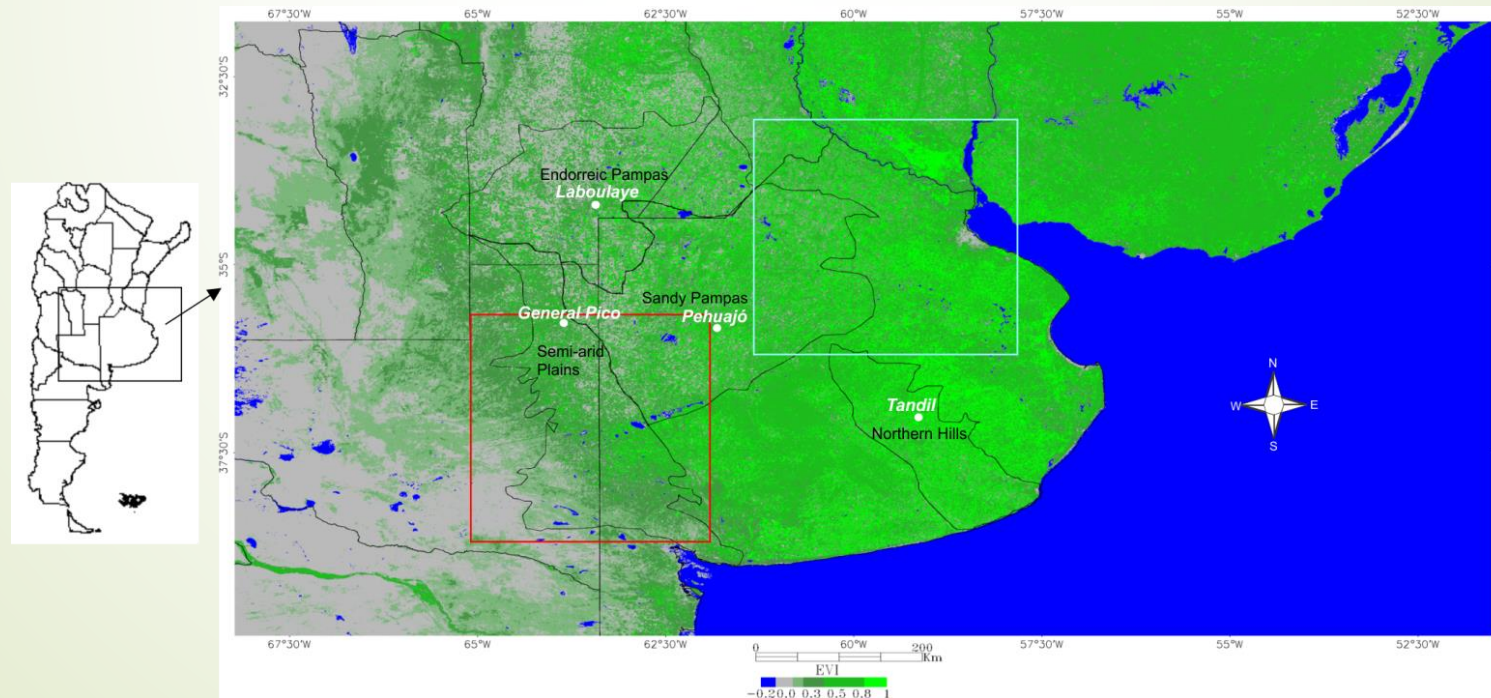 67°30'W 65°W 62°30'W 60°W 57°30'W 55°W 52°30'W
32°30'S
35°S
37°30'S
Endorreic Pampas
Laboulaye
Sandy Pampas
General Pico
Pehuajó
Semi-arid
Plains
Tandil
Northern Hills
N
W E
S
67°30'W 65°W 62°30'W 60°W 57°30'W 55°W 52°30'W
0 200
Km
EVI
-0.20.0 0.3 0.5 0.8 1